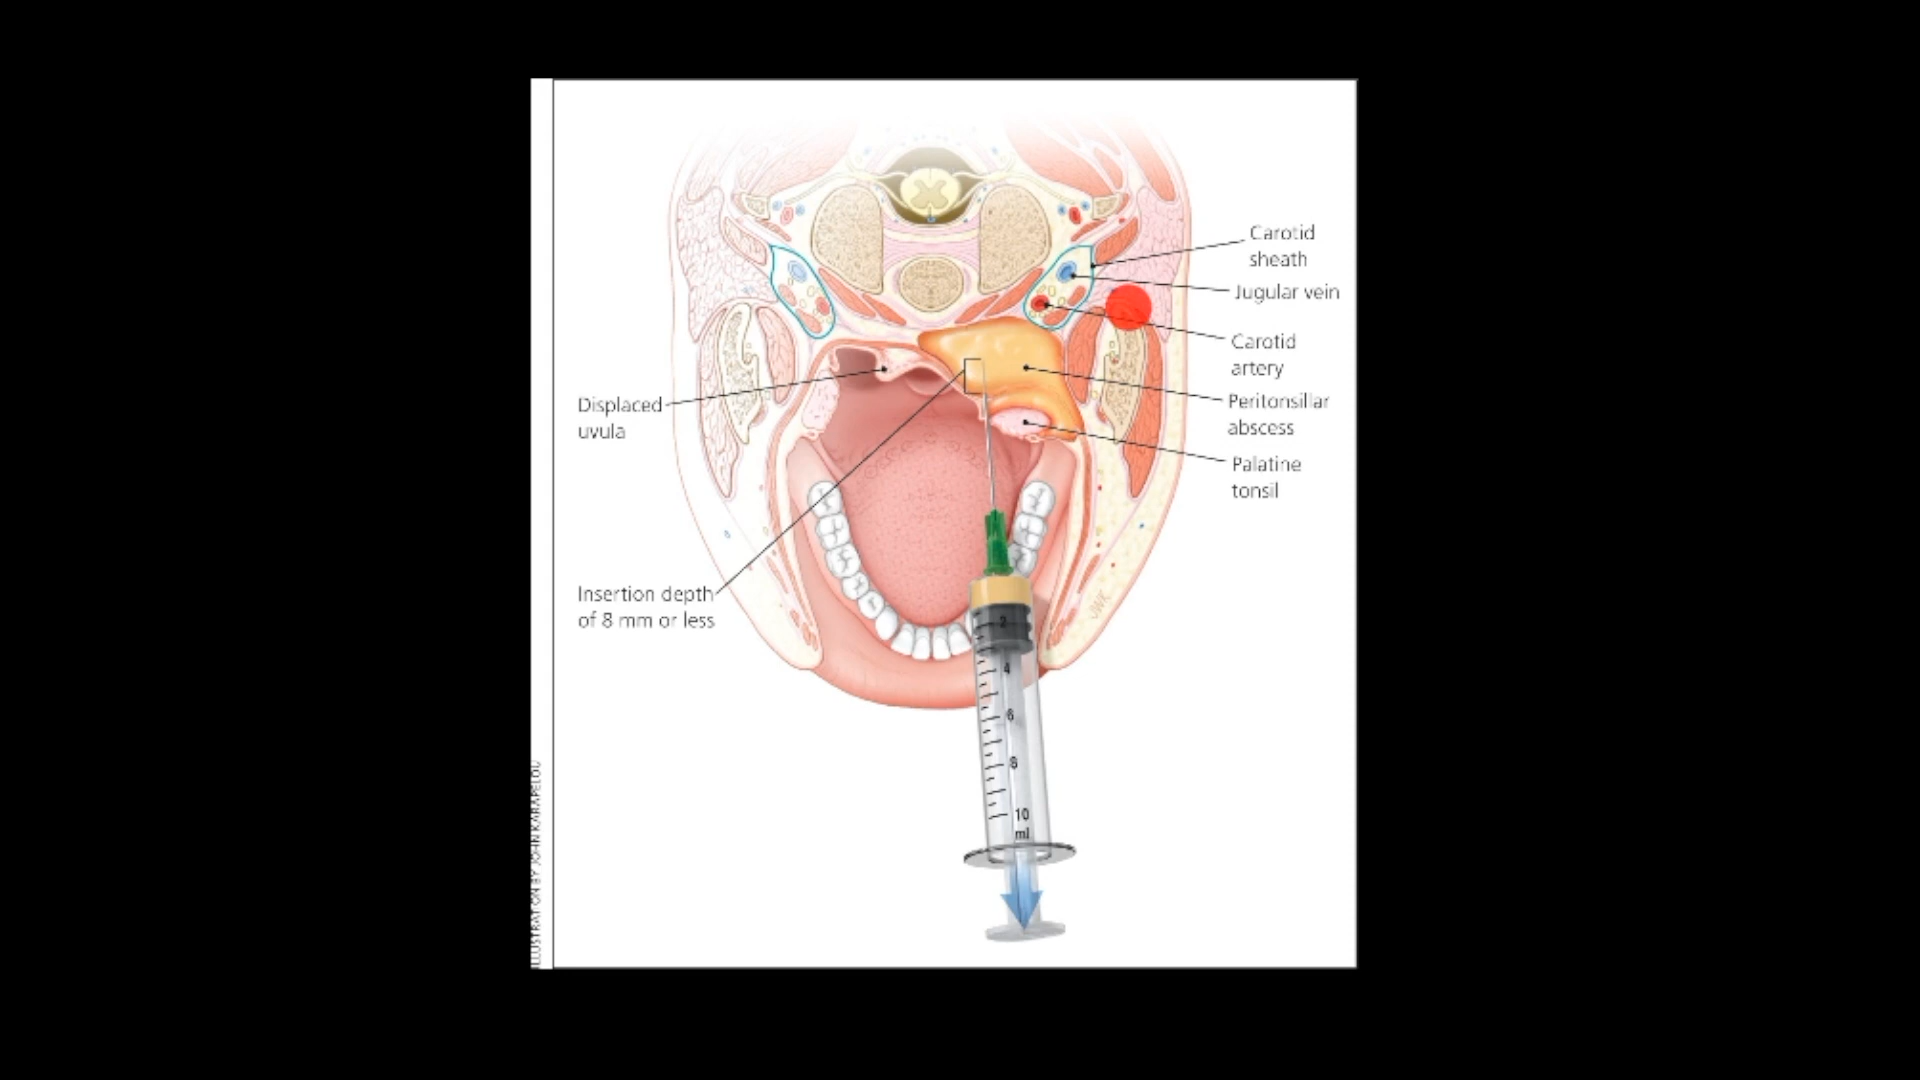 Carotid
sheath
Jugular vein
Carotid
artery
Displaced
uvula
Peritonsillar
abscess
Palatine
tonsil
Insertion depth
of 8 mm or less
2
4
6
8
10
ml
JWK
ILLUSTRATION BY JOHN KARAPELOU